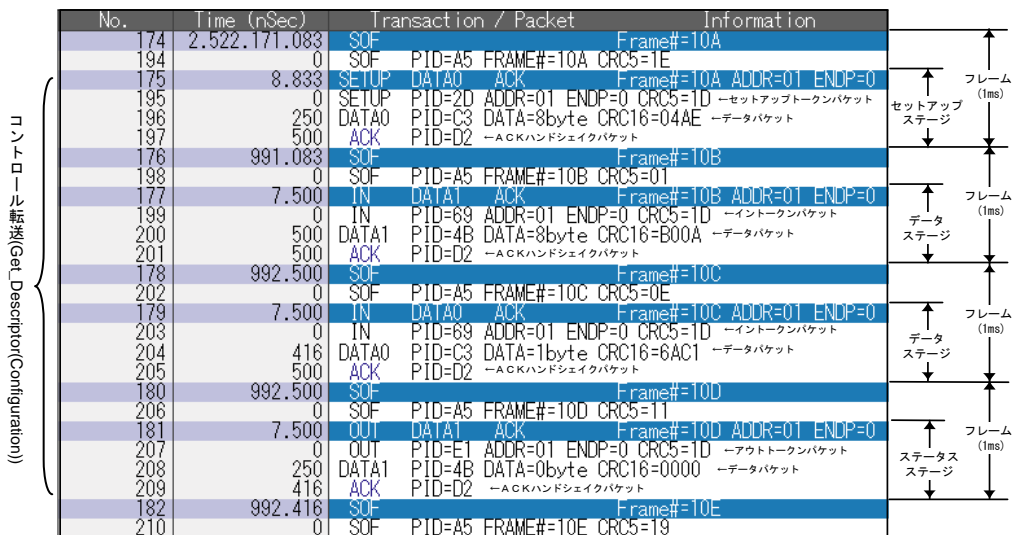 No. Time (nSec) Transaction / Packet Information
174 2.522.171.083 SOF Frame#=10A
194 0 SOF PID=A5 FRAME#=10A CRC5=1E
175 8.833 SETUP DATA0 ACK Frame#=10A ADDR=01 ENDP=0
195 0 SETUP PID=2D ADDR=01 ENDP=0 CRC5=1D ←セットアップトークンパケット
196 250 DATA0 PID=C3 DATA=8byte CRC16=04AE ←データパケット
197 500 ACK PID=D2 ←ACKハンドシェイクパケット
176 991.083 SOF Frame#=10B
198 0 SOF PID=A5 FRAME#=10B CRC5=01
177 7.500 IN DATA1 ACK Frame#=10B ADDR=01 ENDP=0
199 0 IN PID=69 ADDR=01 ENDP=0 CRC5=1D ←イントークンパケット
200 500 DATA1 PID=4B DATA=8byte CRC16=B00A ←データパケット
201 500 ACK PID=D2 ←ACKハンドシェイクパケット
178 992.500 SOF Frame#=10C
202 0 SOF PID=A5 FRAME#=10C CRC5=0E
179 7.500 IN DATA0 ACK Frame#=10C ADDR=01 ENDP=0
203 0 IN PID=69 ADDR=01 ENDP=0 CRC5=1D ←イントークンパケット
204 416 DATA0 PID=C3 DATA=1byte CRC16=6AC1 ←データパケット
205 500 ACK PID=D2 ←ACKハンドシェイクパケット
180 992.500 SOF Frame#=10D
206 0 SOF PID=A5 FRAME#=10D CRC5=11
181 7.500 OUT DATA1 ACK Frame#=10D ADDR=01 ENDP=0
207 0 OUT PID=E1 ADDR=01 ENDP=0 CRC5=1D ←アウトトークンパケット
208 250 DATA1 PID=4B DATA=0byte CRC16=0000 ←データパケット
209 416 ACK PID=D2 ←ACKハンドシェイクパケット
182 992.416 SOF Frame#=10E
210 0 SOF PID=A5 FRAME#=10E CRC5=19
コントロール転送(Get_Descriptor(Configuration))
セットアップ
ステージ
フレーム
(1ms)
データ
ステージ
フレーム
(1ms)
データ
ステージ
フレーム
(1ms)
ステータス
ステージ
フレーム
(1ms)